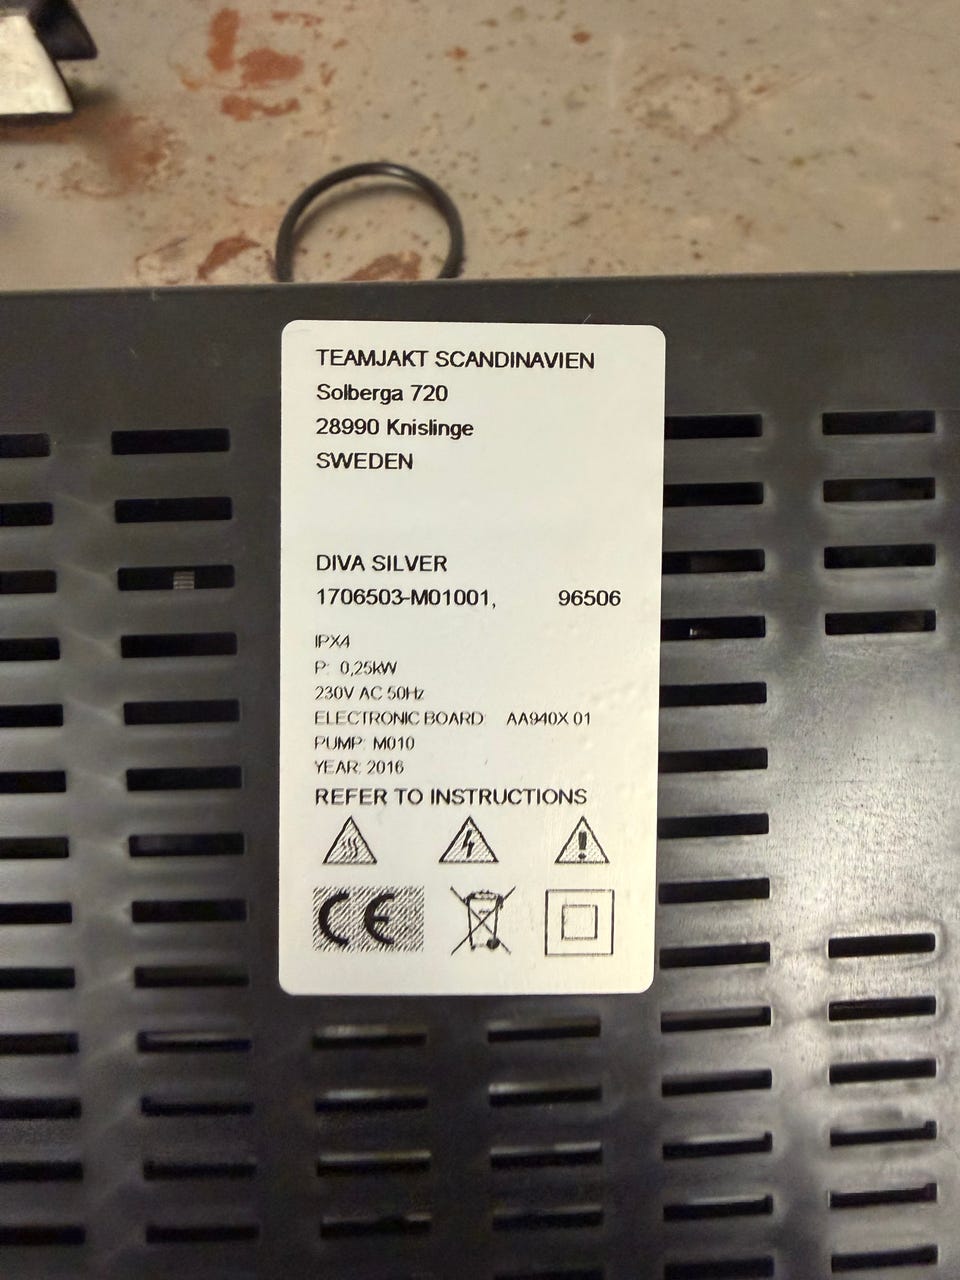 TEAMJAKT SCANDINAVIEN
Solberga 720
28990 Knislinge
SWEDEN
DIVA SILVER
1706503-M01001, 96506
IPX4
P: 0,25kW
230V AC 50Hz
ELECTRONIC BOARD: AA940X 01
PUMP: M010
YEAR: 2016
REFER TO INSTRUCTIONS
CE